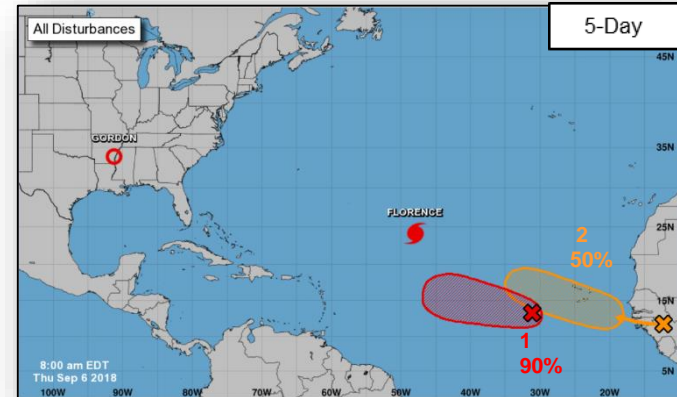 All Disturbances
5-Day
45N
GORDON
35N
FLORENCE
25N
2
50%
15N
1
90%
5N
8:00 am EDT
Thu Sep 6 2018
100W 90W 80W 70W 60W 50W 40W 30W 20W 10W